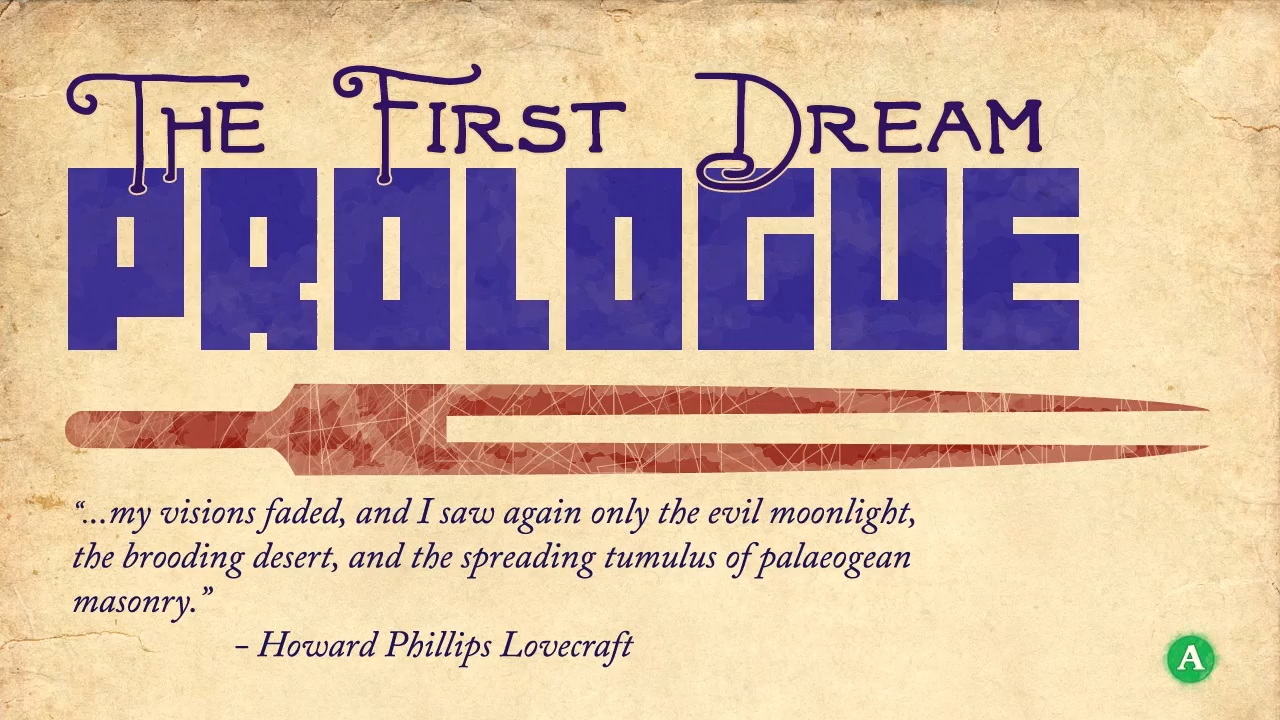 The First Dream
PROLOGUE
“...my visions faded, and I saw again only the evil moonlight,
the brooding desert, and the spreading tumulus of palaeogean
masonry.”
– Howard Phillips Lovecraft
A